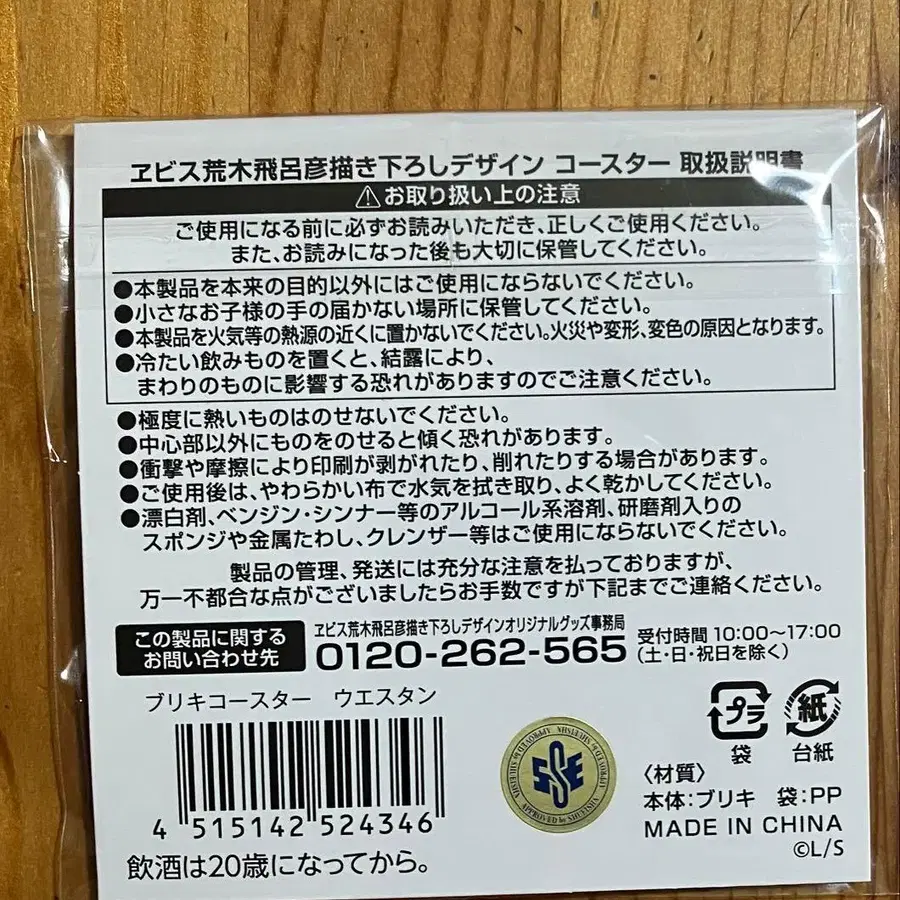 ヱビス荒木飛呂彦描き下ろしデザイン コースター 取扱説明書
お取り扱い上の注意
ご使用になる前に必ずお読みいただき、正しくご使用ください。
また、お読みになった後も大切に保管してください。
●本製品を本来の目的以外にはご使用にならないでください。
●小さなお子様の手の届かない場所に保管してください。
●本製品を火気等の熱源の近くに置かないでください。火災や変形、変色の原因となります。
●冷たい飲みものを置くと、結露により、
まわりのものに影響する恐れがありますのでご注意ください。
●極度に熱いものはのせないでください。
●中心部以外にものをのせると傾く恐れがあります。
●衝撃や摩擦により印刷が剥がれたり、削れたりする場合があります。
●ご使用後は、やわらかい布で水気を拭き取り、よく乾かしてください。
●漂白剤、ベンジン・シンナー等のアルコール系溶剤、研磨剤入りの
スポンジや金属たわし、クレンザー等はご使用にならないでください。
製品の管理、発送には充分な注意を払っておりますが、
万一不都合な点がございましたらお手数ですが下記までご連絡ください。
この製品に関する
お問い合わせ先
ヱビス荒木飛呂彦描き下ろしデザインオリジナルグッズ事務局
0120-262-565
受付時間 10:00〜17:00
(土・日・祝日を除く)
ブリキコースター ウエスタン
4 515142 524346
飲酒は20歳になってから。
APPROVED by SHUEISHA
SSE
プラ
袋
紙
台紙
〈材質〉
本体:ブリキ 袋:PP
MADE IN CHINA
©L/S